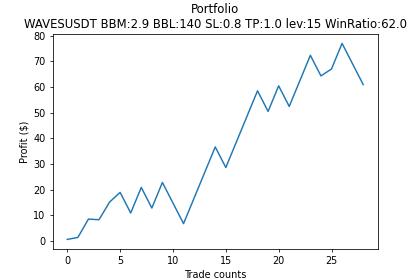 Portfolio
WAVESUSDT BBM:2.9 BBL:140 SL:0.8 TP:1.0 lev:15 WinRatio:62.0
80
70
60
50
40
30
20
10
0
Profit ($)
0 5 10 15 20 25
Trade counts